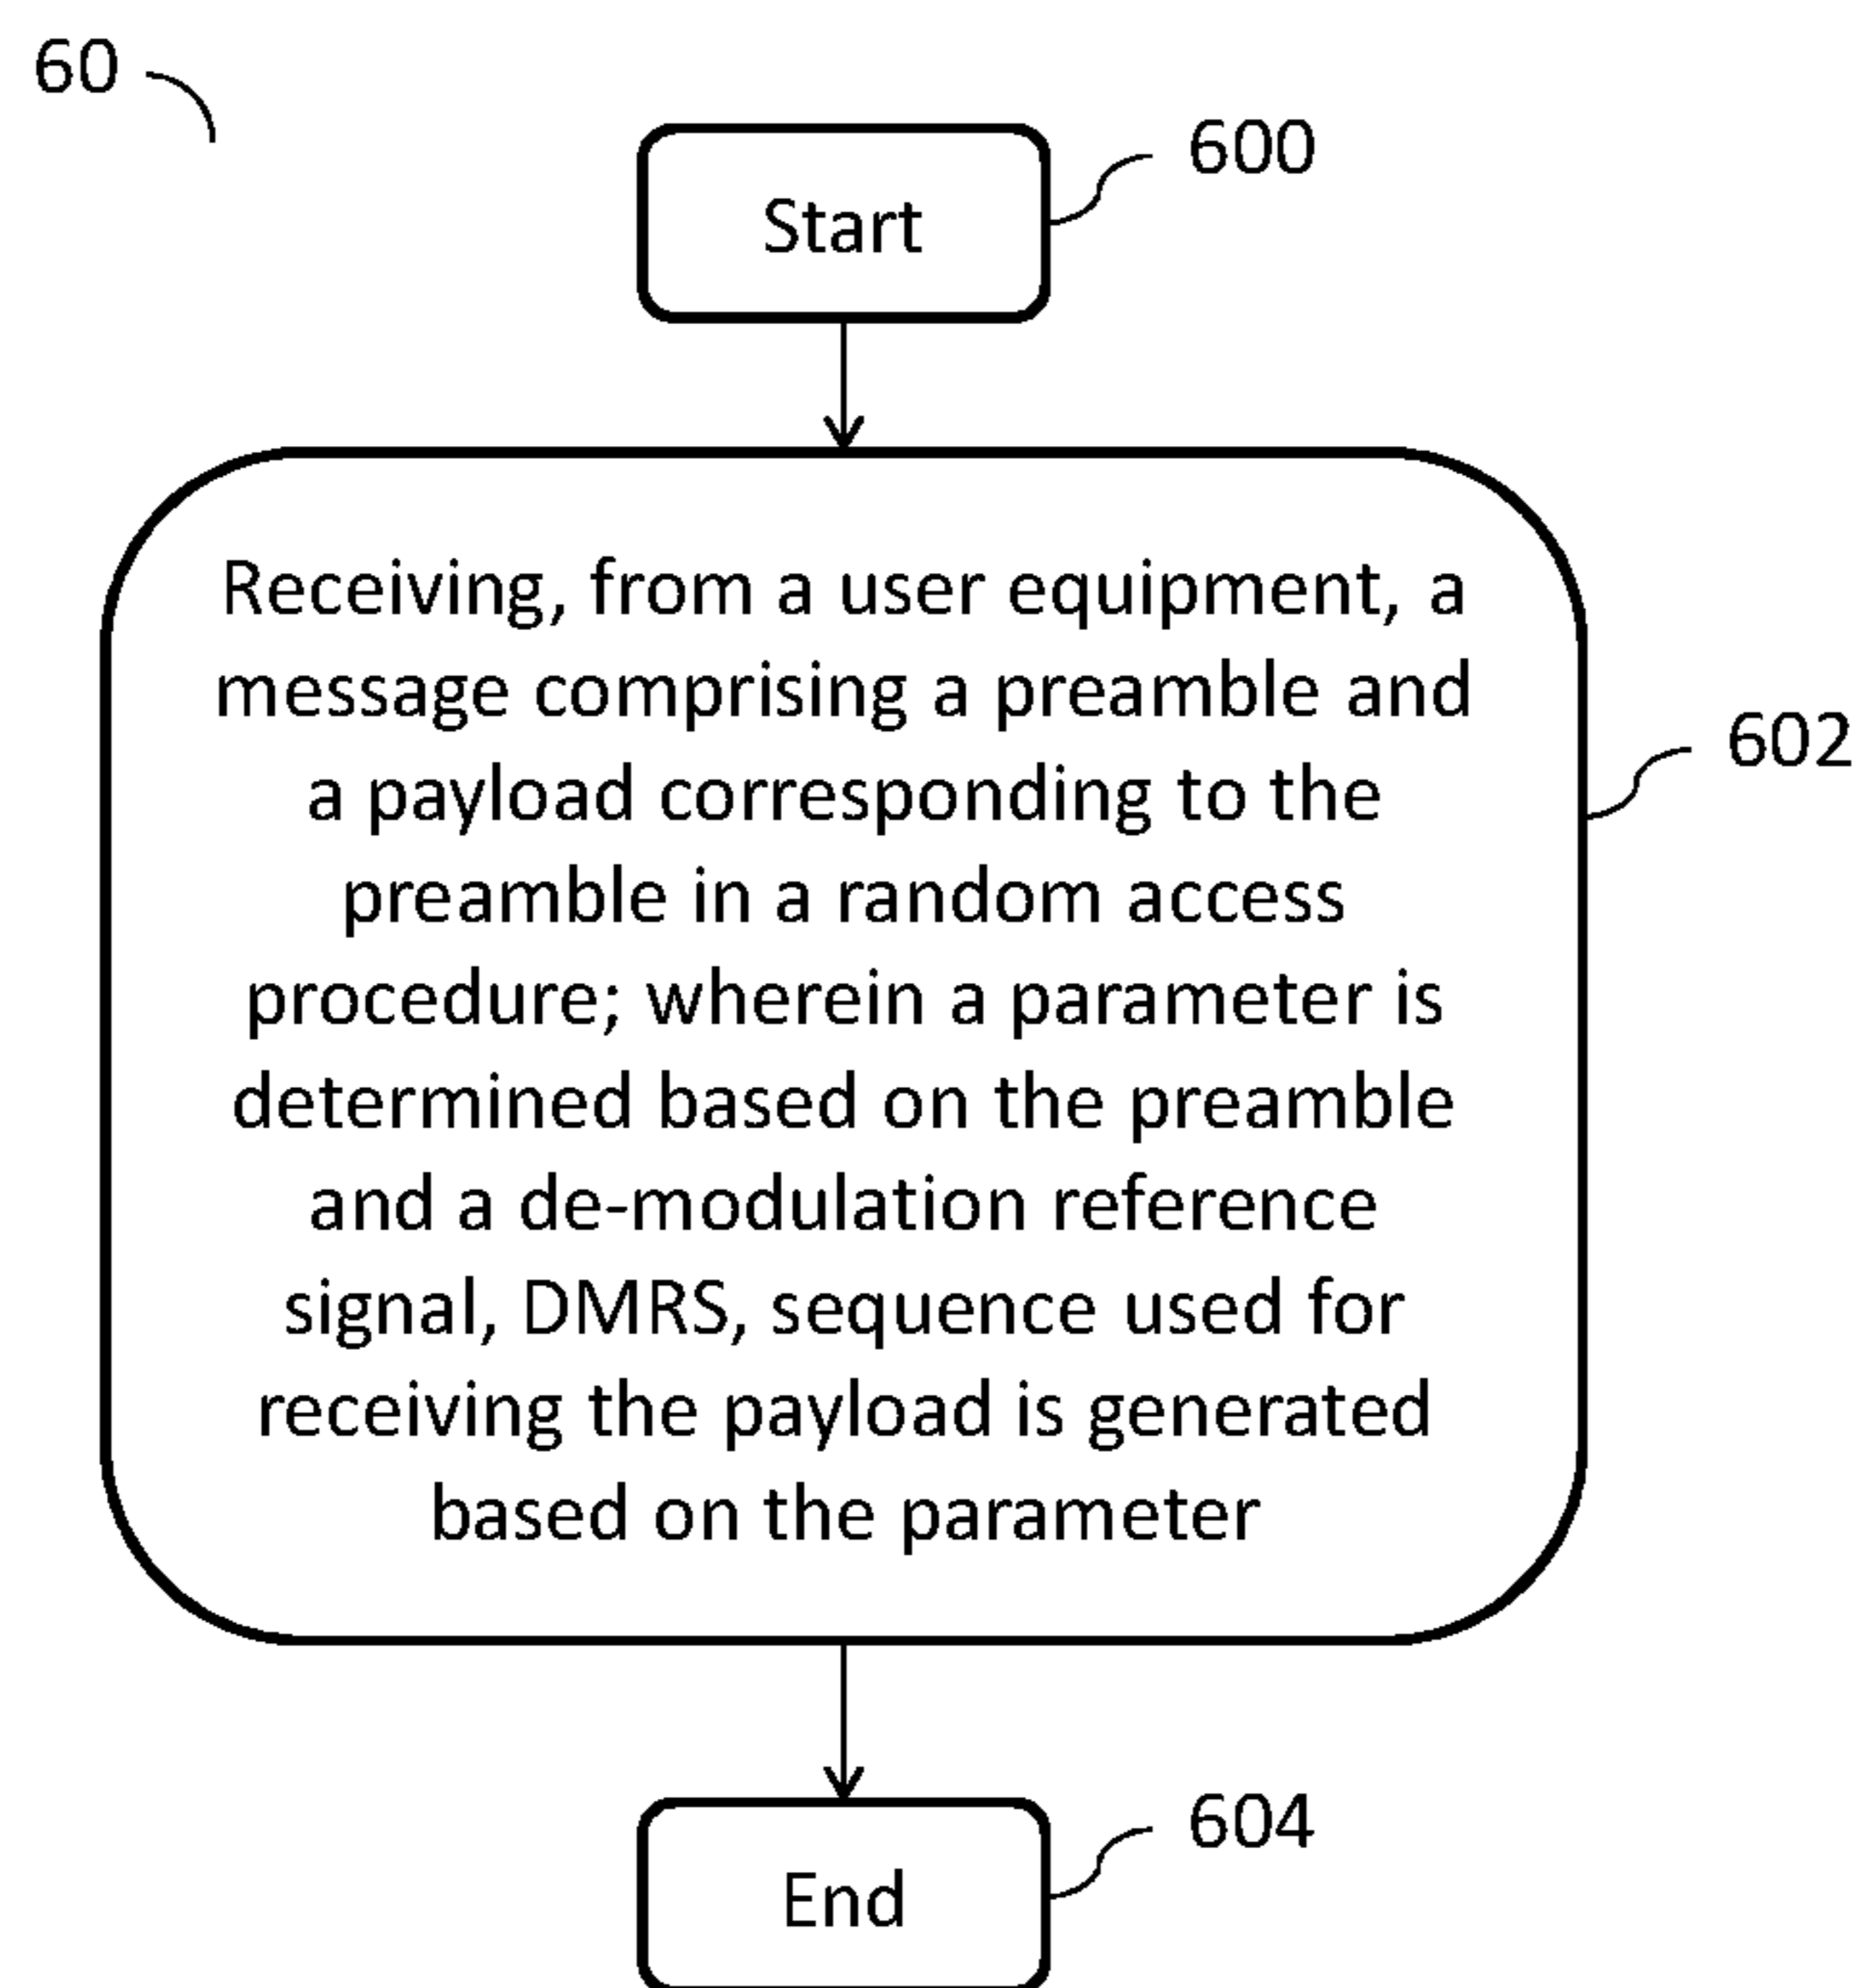 60
600
Start
Receiving, from a user equipment, a
message comprising a preamble and
a payload corresponding to the
preamble in a random access
procedure; wherein a parameter is
determined based on the preamble
and a de-modulation reference
signal, DMRS, sequence used for
receiving the payload is generated
based on the parameter
602
604
End